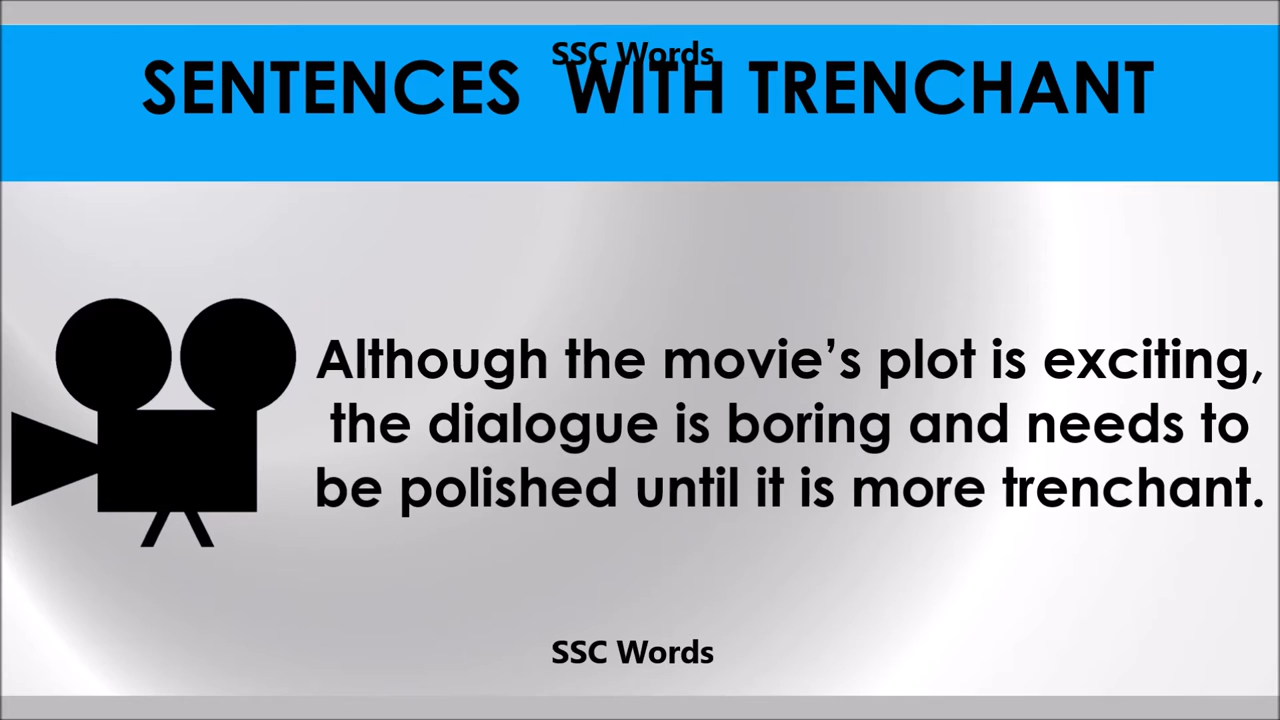 SSC Words
SENTENCES WITH TRENCHANT
Although the movie’s plot is exciting,
the dialogue is boring and needs to
be polished until it is more trenchant.
SSC Words